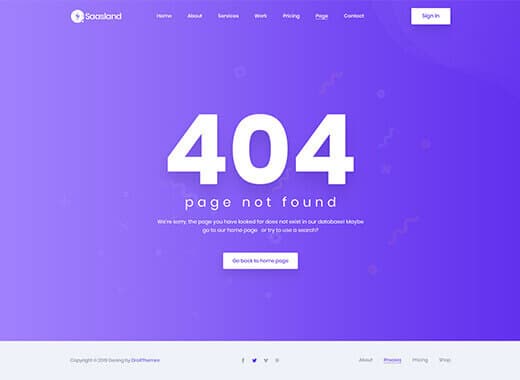 Saasland Home About Services Work Pricing Page Contact Sign In
404
page not found
We're sorry, the page you have looked for does not exist in our database! Maybe
go to our home page or try to use a search?
Go back to home page
Copyright © 2019 Desing by DroitThemes About Process Pricing Shop